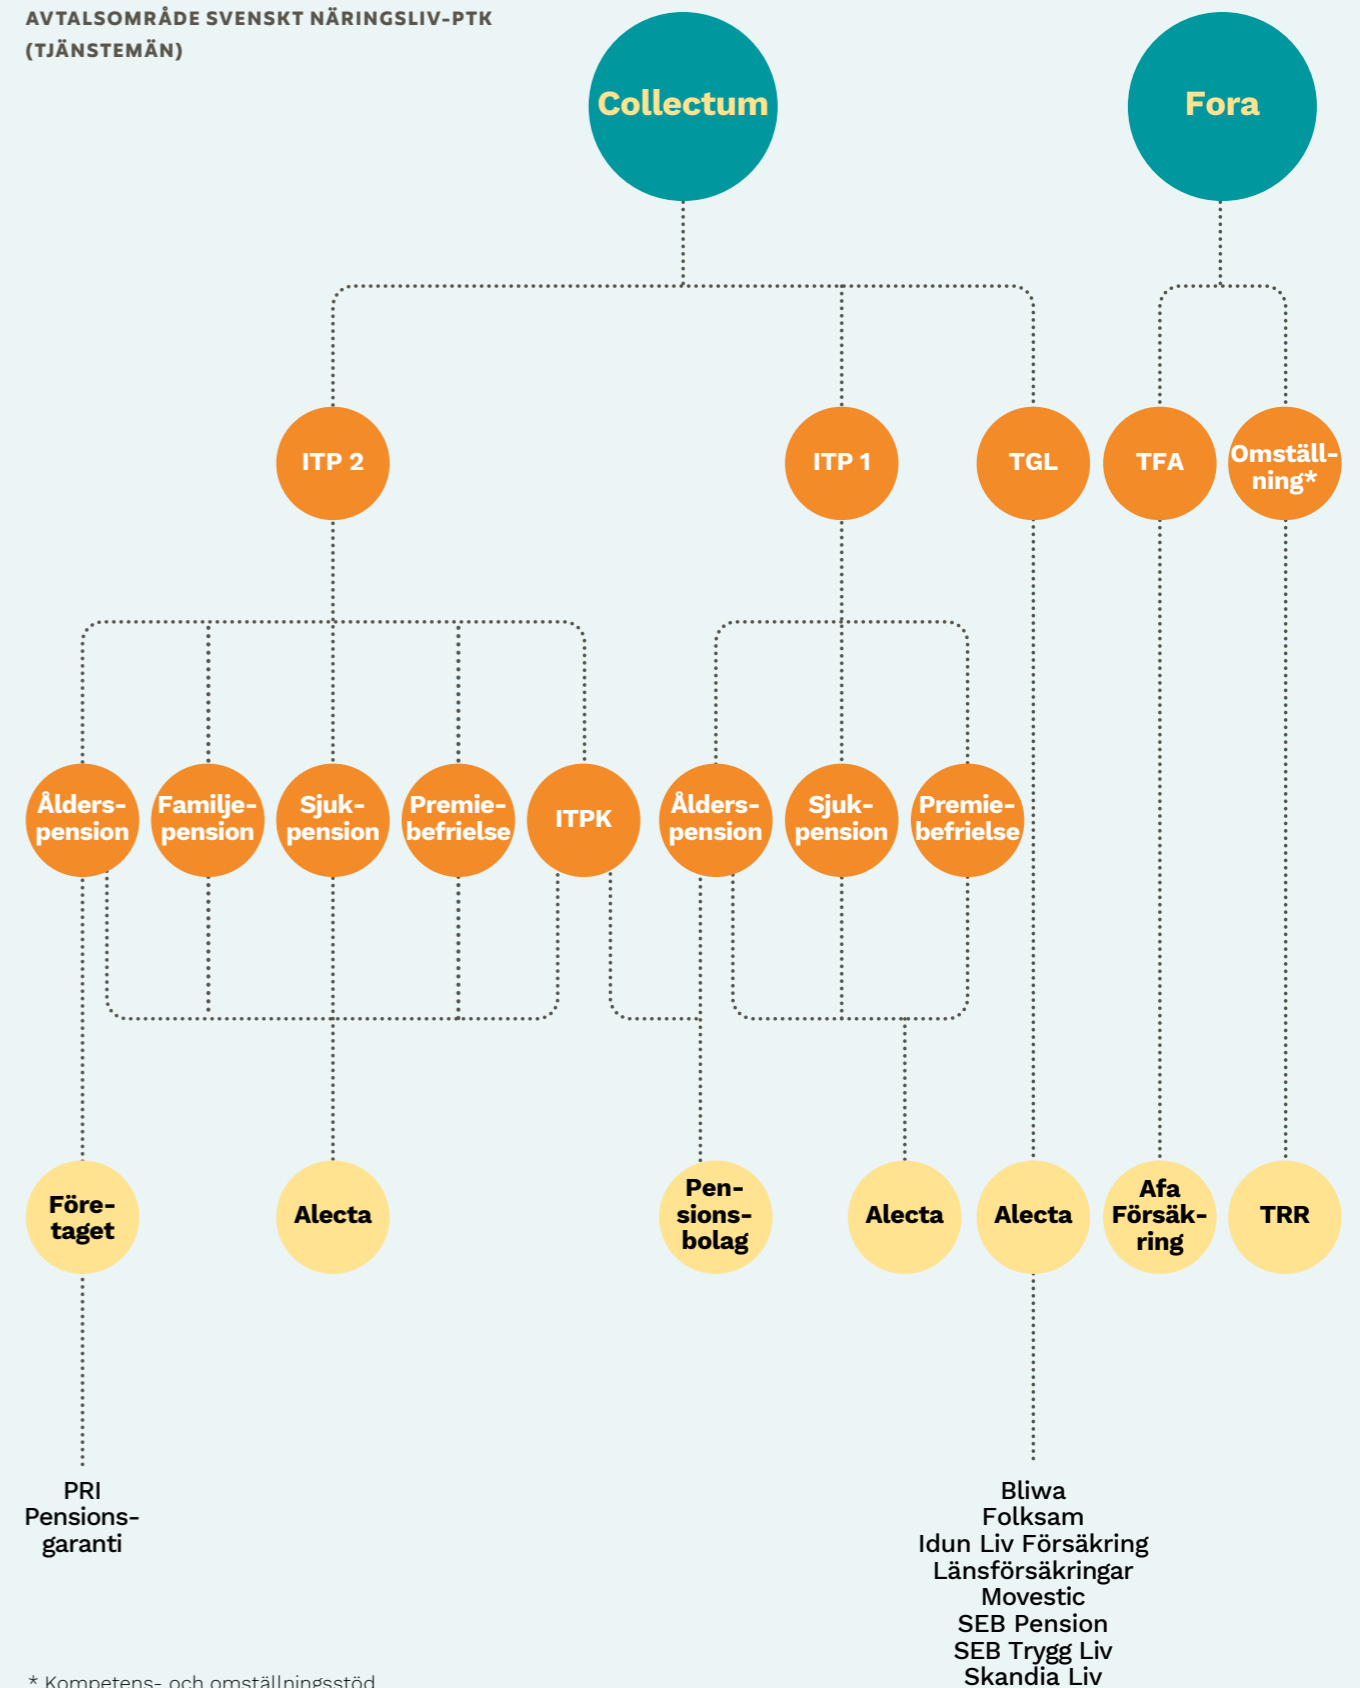 AVTALSOMRÅDE SVENSKT NÄRINGSLIV-PTK
(TJÄNSTEMÄN)
Collectum
Fora
ITP 2
ITP 1
TGL
TFA
Omställ-
ning*
Ålders-
pension
Familje-
pension
Sjuk-
pension
Premie-
befrielse
ITPK
Ålders-
pension
Sjuk-
pension
Premie-
befrielse
Före-
taget
Alecta
Pen-
sions-
bolag
Alecta
Alecta
Afa
Försäk-
ring
TRR
PRI
Pensions-
garanti
Bliwa
Folksam
Idun Liv Försäkring
Länsförsäkringar
Movestic
SEB Pension
SEB Trygg Liv
Skandia Liv
* Kompetens- och omställningsstöd